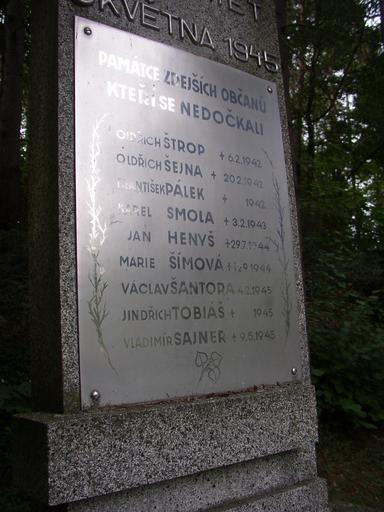 KVĚTNA 1945
PAMÁTCE ZDEJŠÍCH OBČANŮ
KTEŘÍ SE NEDOČKALI
OLDŘICH ŠTROP + 6.2.1942
OLDŘICH ŠEJNA + 20.2.1942
FRANTIŠEK PÁLEK + 1942
KAREL SMOLA + 3.2.1943
JAN HENYŠ + 29.7.1944
MARIE ŠÍMOVÁ 1944
VÁCLAV ŠANTORA 4.2.1945
JINDŘICH TOBIÁŠ + 1945
VLADIMÍR SAJNER + 9.5.1945